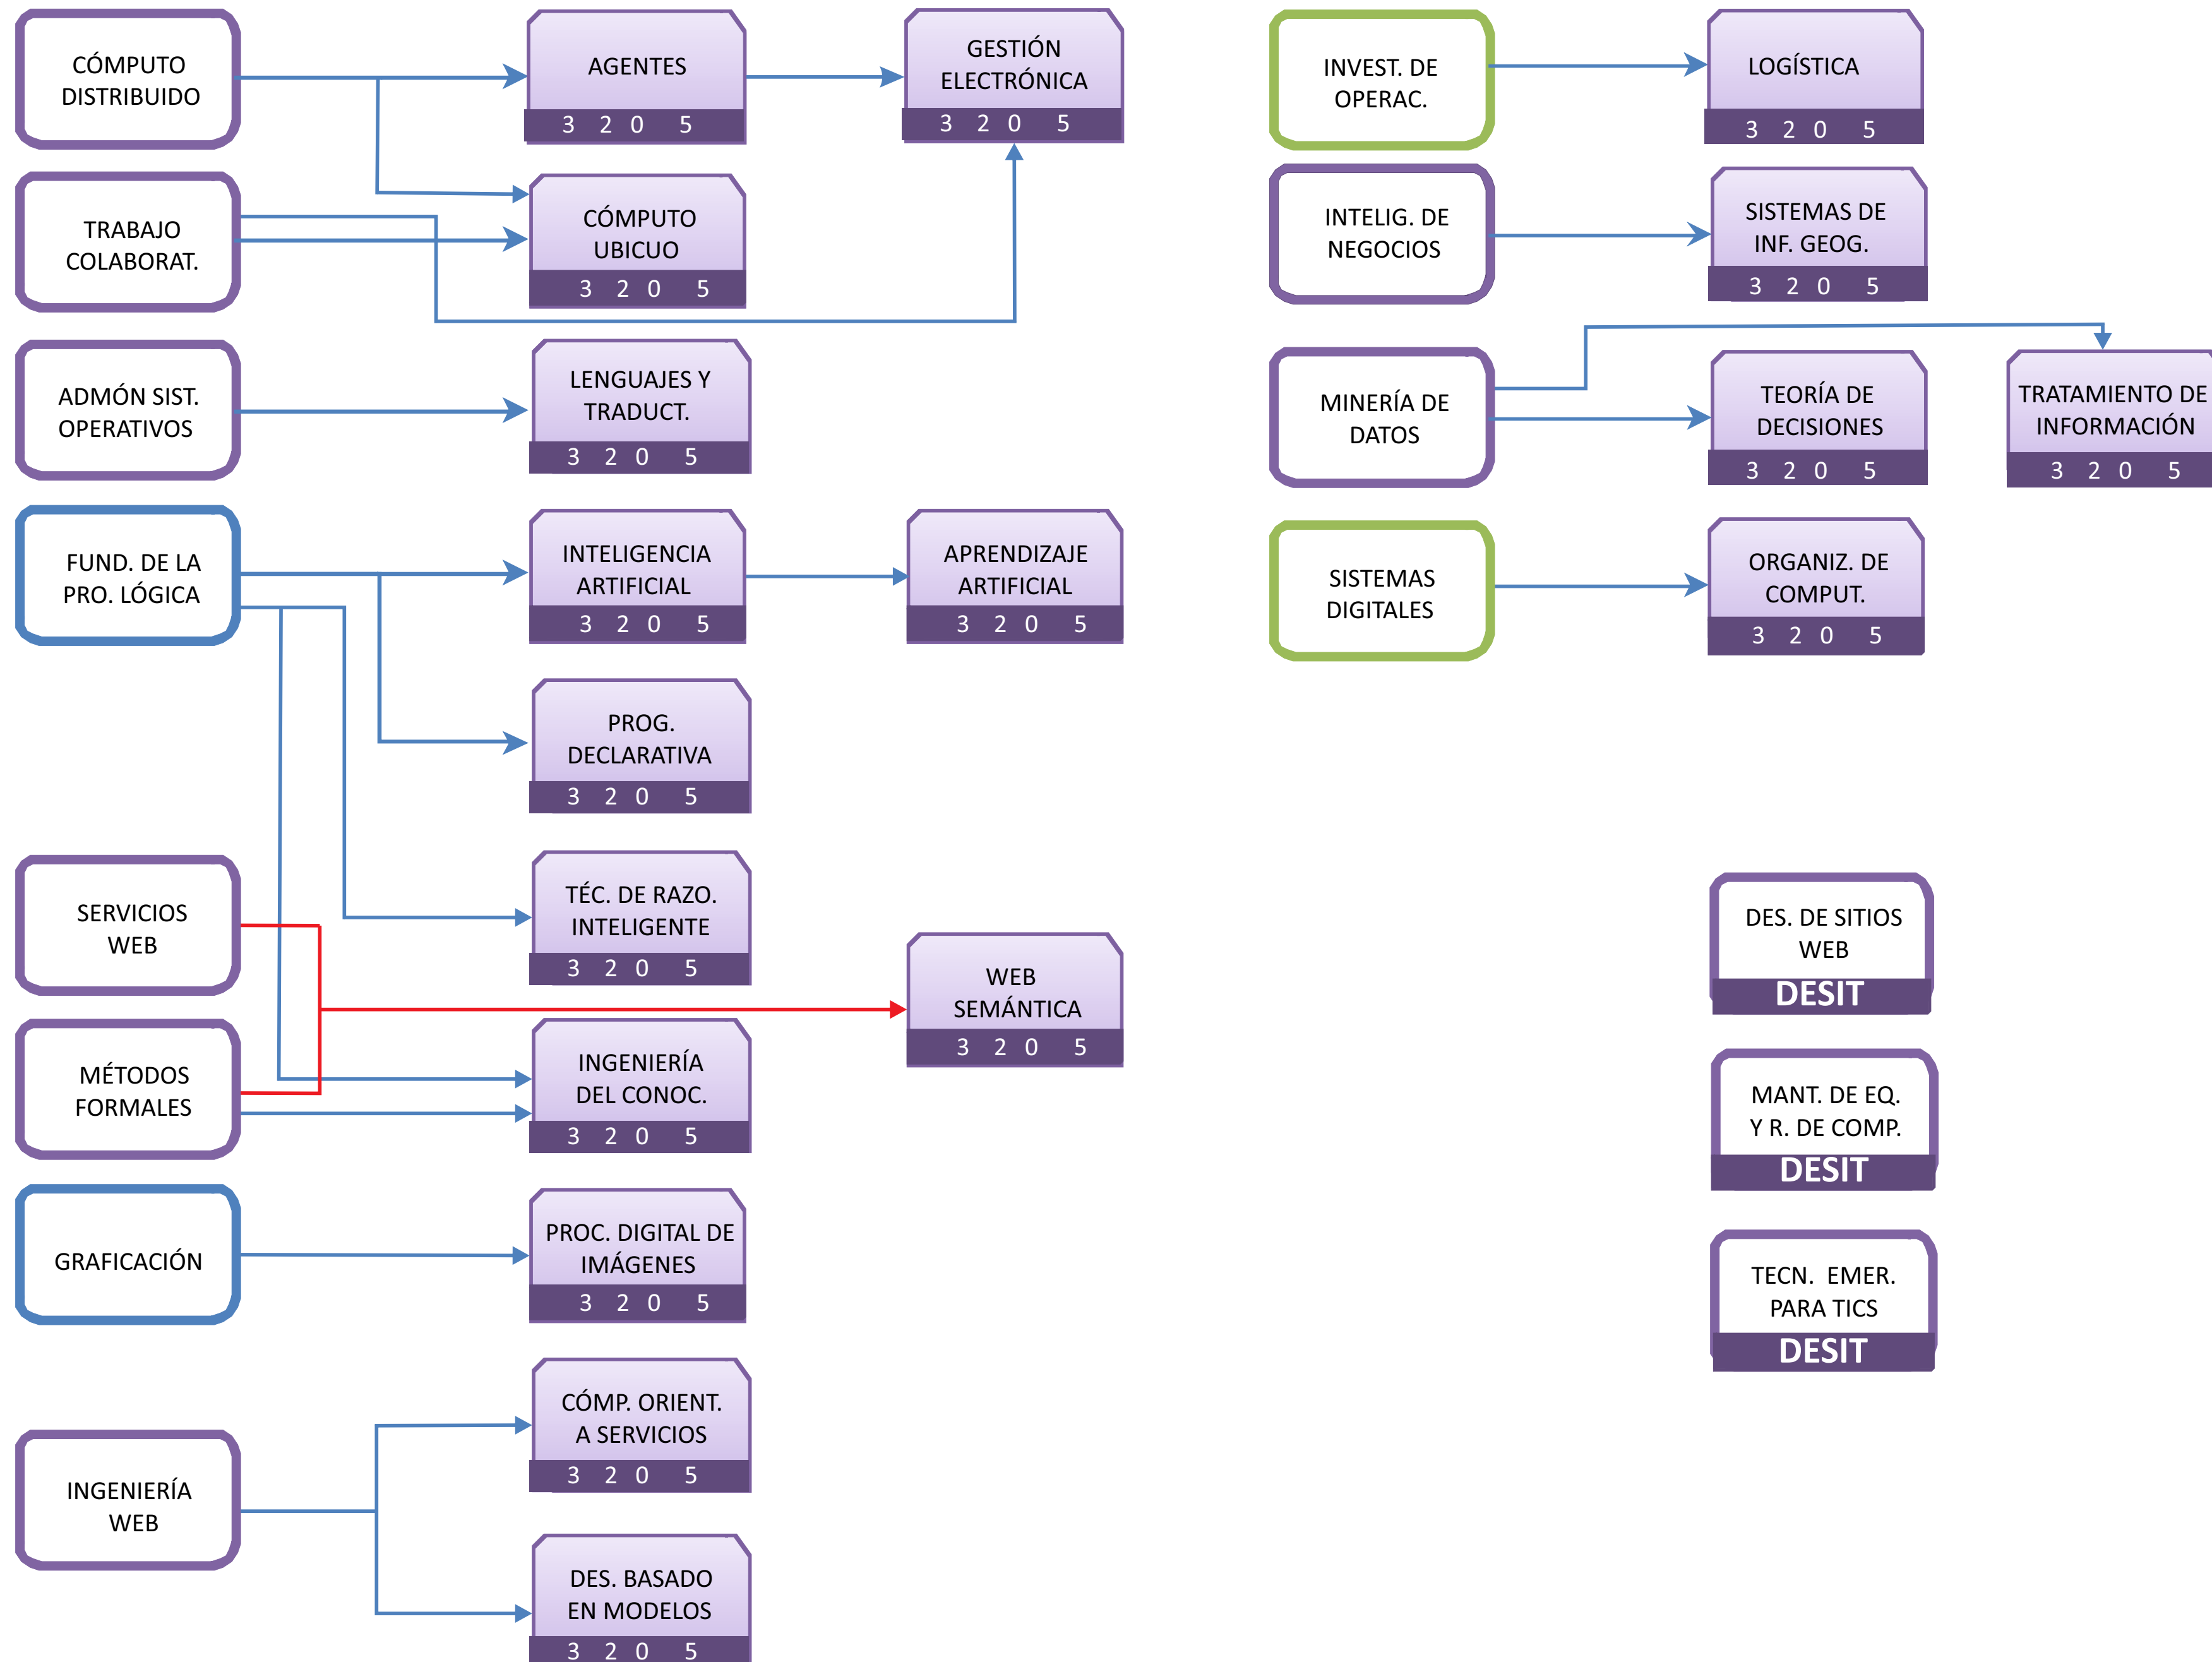 CÓMPUTO
DISTRIBUIDO
AGENTES
3 2 0 5
GESTIÓN
ELECTRÓNICA
3 2 0 5
TRABAJO
COLABORAT.
CÓMPUTO
UBICUO
3 2 0 5
ADMÓN SIST.
OPERATIVOS
LENGUAJES Y
TRADUCT.
3 2 0 5
FUND. DE LA
PRO. LÓGICA
INTELIGENCIA
ARTIFICIAL
3 2 0 5
APRENDIZAJE
ARTIFICIAL
3 2 0 5
PROG.
DECLARATIVA
3 2 0 5
SERVICIOS
WEB
TÉC. DE RAZO.
INTELIGENTE
3 2 0 5
WEB
SEMÁNTICA
3 2 0 5
MÉTODOS
FORMALES
INGENIERÍA
DEL CONOC.
3 2 0 5
GRAFICACIÓN
PROC. DIGITAL DE
IMÁGENES
3 2 0 5
INGENIERÍA
WEB
CÓMP. ORIENT.
A SERVICIOS
3 2 0 5
DES. BASADO
EN MODELOS
3 2 0 5
INVEST. DE
OPERAC.
LOGÍSTICA
3 2 0 5
INTELIG. DE
NEGOCIOS
SISTEMAS DE
INF. GEOG.
3 2 0 5
MINERÍA DE
DATOS
TEORÍA DE
DECISIONES
3 2 0 5
TRATAMIENTO DE
INFORMACIÓN
3 2 0 5
SISTEMAS
DIGITALES
ORGANIZ. DE
COMPUT.
3 2 0 5
DES. DE SITIOS
WEB
DESIT
MANT. DE EQ.
Y R. DE COMP.
DESIT
TECN. EMER.
PARA TICS
DESIT